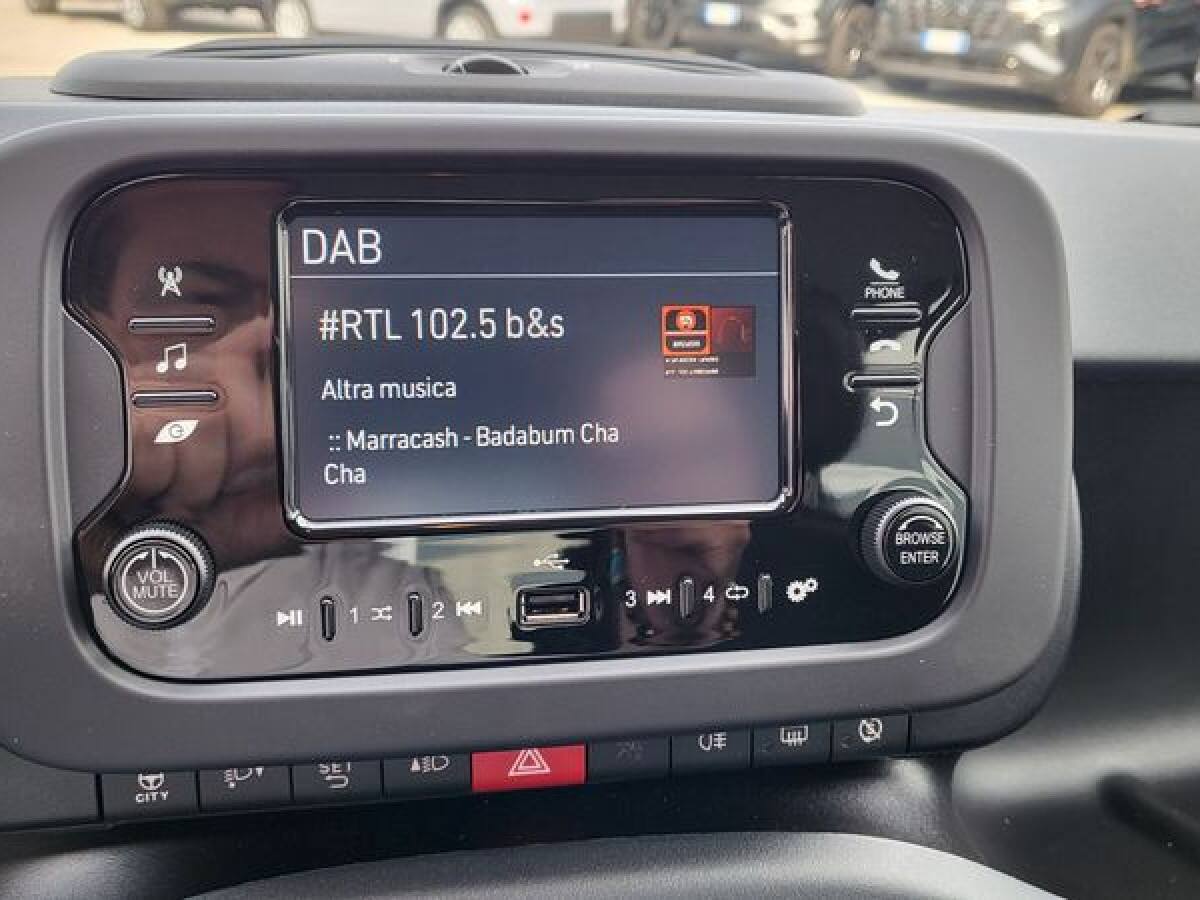 DAB
#RTL 102.5 b&s
Altra musica
:: Marracash - Badabum Cha
Cha
PHONE
VOL
MUTE
BROWSE
ENTER
1
2
3
4
CITY
SET